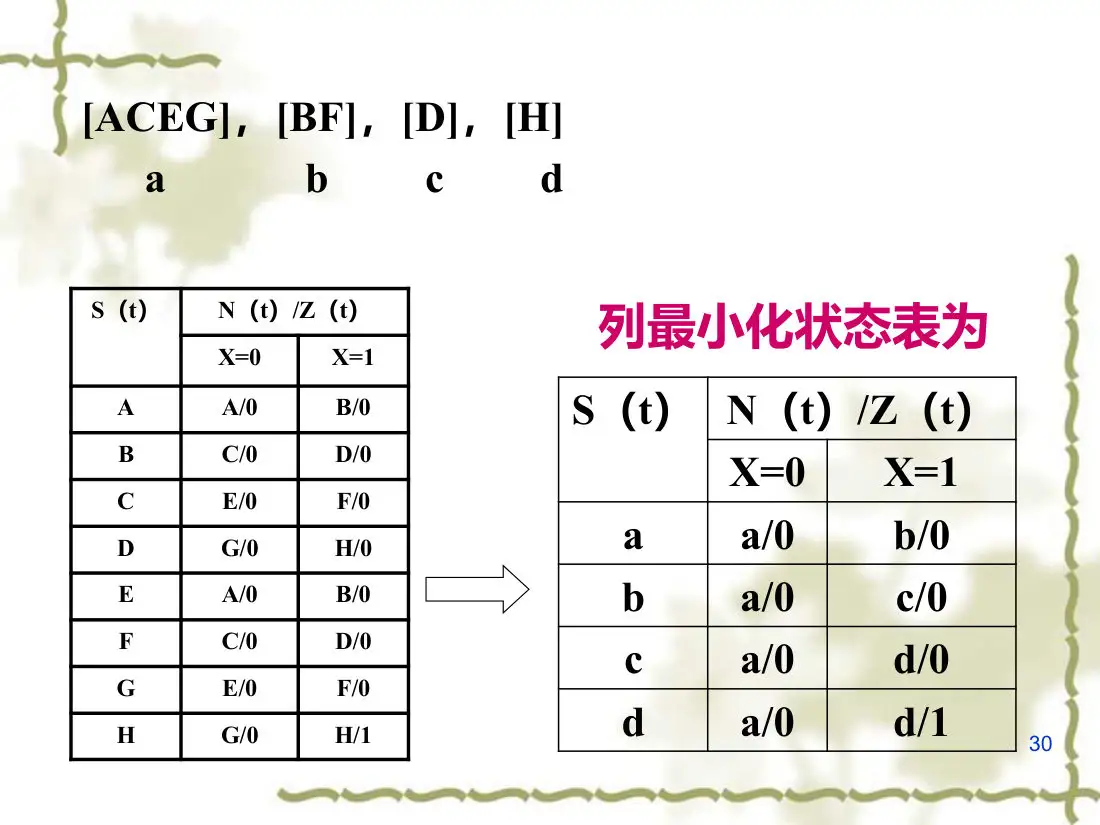 [ACEG]，[BF]，[D]，[H]
a b c d
S（t） N（t）/Z（t）
X=0 X=1
A A/0 B/0
B C/0 D/0
C E/0 F/0
D G/0 H/0
E A/0 B/0
F C/0 D/0
G E/0 F/0
H G/0 H/1
列最小化状态表为
S（t） N（t）/Z（t）
X=0 X=1
a a/0 b/0
b a/0 c/0
c a/0 d/0
d a/0 d/1
30